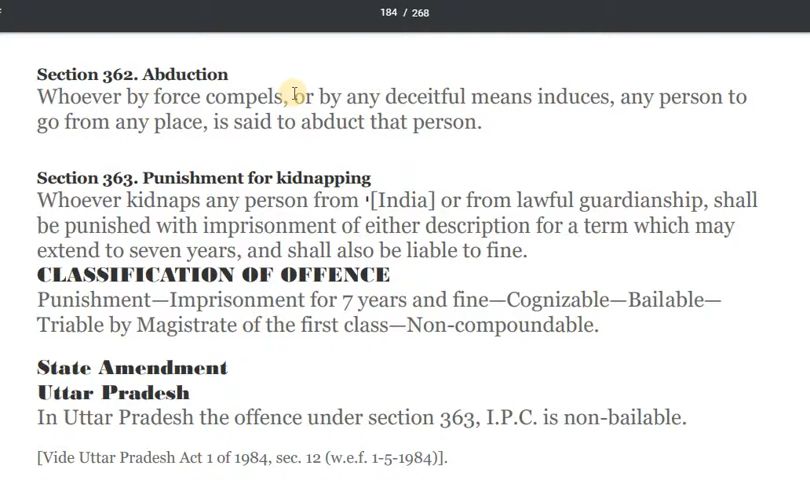 184 / 268
Section 362. Abduction
Whoever by force compels, or by any deceitful means induces, any person to
go from any place, is said to abduct that person.
Section 363. Punishment for kidnapping
Whoever kidnaps any person from ¹[India] or from lawful guardianship, shall
be punished with imprisonment of either description for a term which may
extend to seven years, and shall also be liable to fine.
CLASSIFICATION OF OFFENCE
Punishment—Imprisonment for 7 years and fine—Cognizable—Bailable—
Triable by Magistrate of the first class—Non-compoundable.
State Amendment
Uttar Pradesh
In Uttar Pradesh the offence under section 363, I.P.C. is non-bailable.
[Vide Uttar Pradesh Act 1 of 1984, sec. 12 (w.e.f. 1-5-1984)].